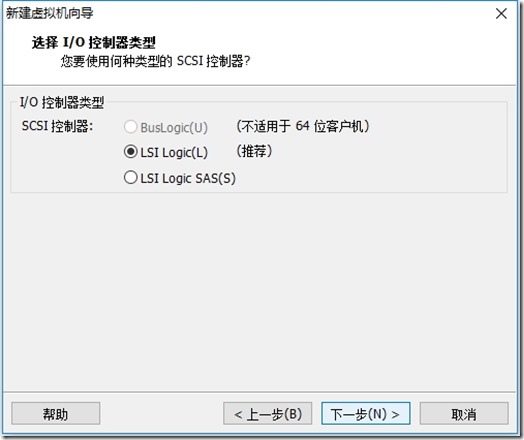 新建虚拟机向导
选择 I/O 控制器类型
您要使用何种类型的 SCSI 控制器?
I/O 控制器类型
SCSI 控制器:
BusLogic(U) (不适用于 64 位客户机)
LSI Logic(L) (推荐)
LSI Logic SAS(S)
帮助 < 上一步(B) 下一步(N) > 取消